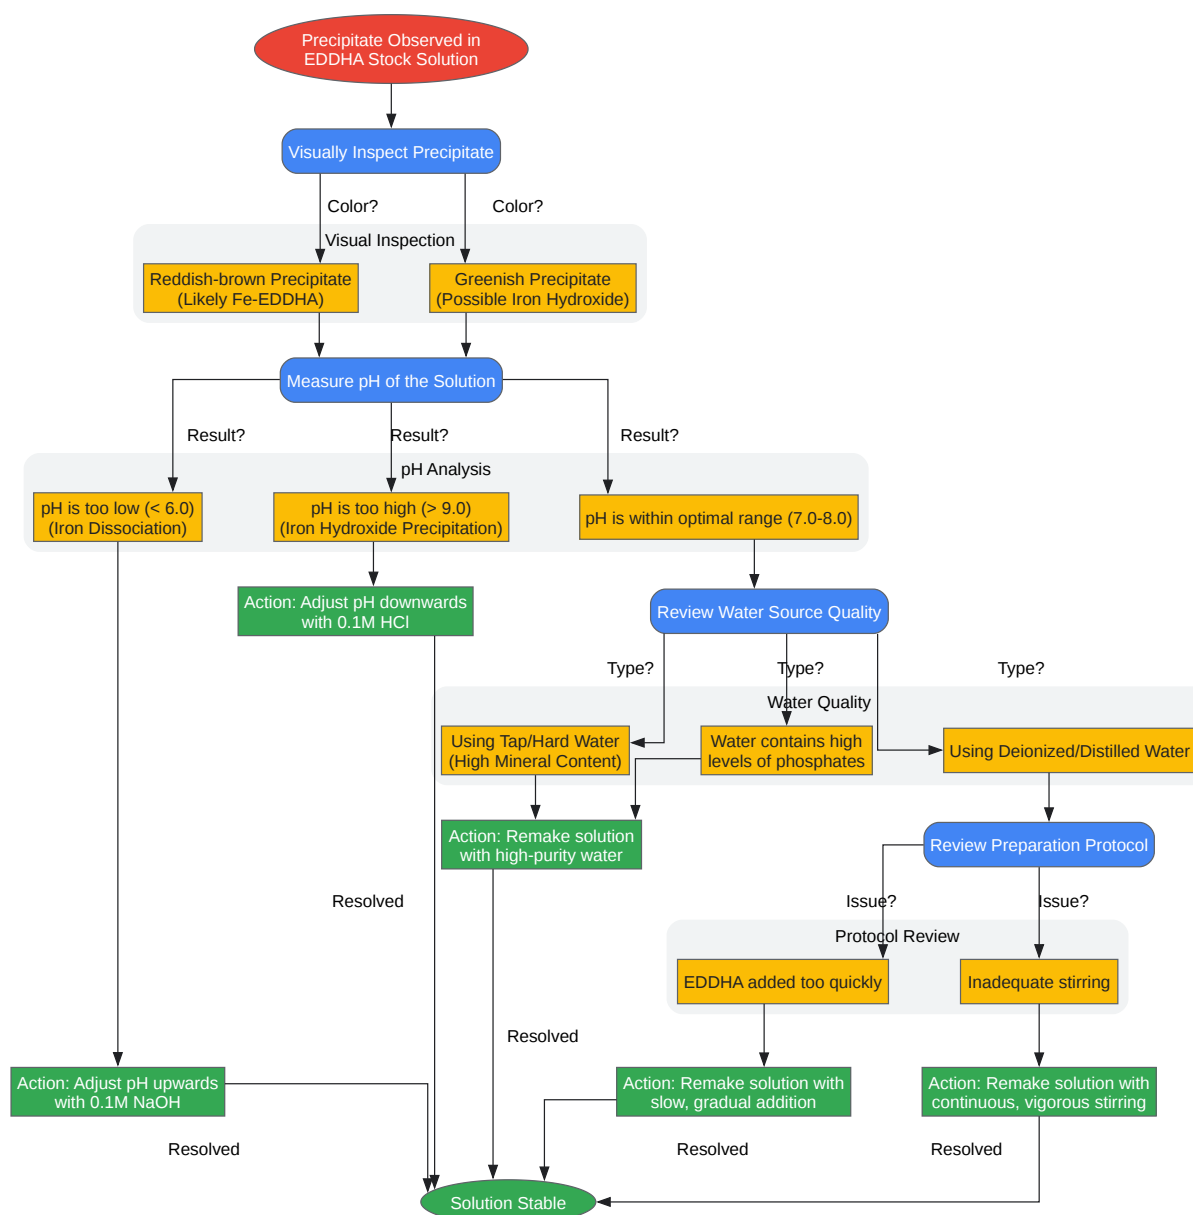 Precipitate Observed in
EDDHA Stock Solution
Visually Inspect Precipitate
Color?
Color?
Visual Inspection
Reddish-brown Precipitate
(Likely Fe-EDDHA)
Greenish Precipitate
(Possible Iron Hydroxide)
Measure pH of the Solution
Result?
Result?
Result?
pH Analysis
pH is too low (< 6.0)
(Iron Dissociation)
pH is too high (> 9.0)
(Iron Hydroxide Precipitation)
pH is within optimal range (7.0-8.0)
Action: Adjust pH downwards
with 0.1M HCl
Review Water Source Quality
Type?
Type?
Type?
Water Quality
Using Tap/Hard Water
(High Mineral Content)
Water contains high
levels of phosphates
Using Deionized/Distilled Water
Action: Remake solution
with high-purity water
Review Preparation Protocol
Resolved
Issue?
Issue?
Protocol Review
EDDHA added too quickly
Inadequate stirring
Resolved
Action: Adjust pH upwards
with 0.1M NaOH
Action: Remake solution with
slow, gradual addition
Action: Remake solution with
continuous, vigorous stirring
Resolved
Resolved
Resolved
Solution Stable